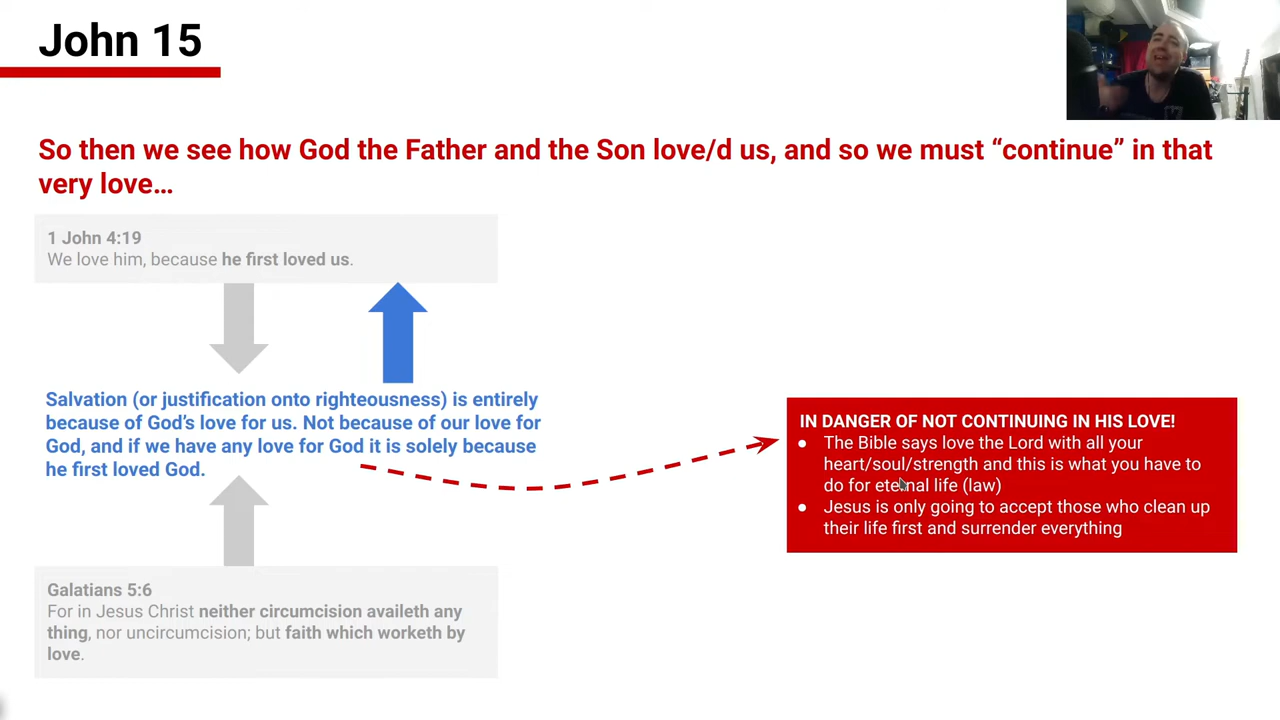 John 15
So then we see how God the Father and the Son love/d us, and so we must “continue” in that
very love…
1 John 4:19
We love him, because he first loved us.
Salvation (or justification onto righteousness) is entirely
because of God’s love for us. Not because of our love for
God, and if we have any love for God it is solely because
he first loved God.
Galatians 5:6
For in Jesus Christ neither circumcision availeth any
thing, nor uncircumcision; but faith which worketh by
love.
IN DANGER OF NOT CONTINUING IN HIS LOVE!
● The Bible says love the Lord with all your
heart/soul/strength and this is what you have to
do for eternal life (law)
● Jesus is only going to accept those who clean up
their life first and surrender everything